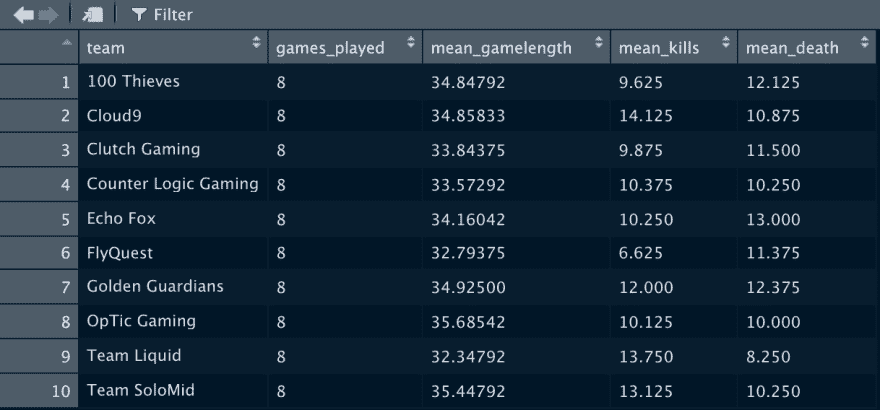 Filter
team games_played mean_gamelength mean_kills mean_death
1 100 Thieves 8 34.84792 9.625 12.125
2 Cloud9 8 34.85833 14.125 10.875
3 Clutch Gaming 8 33.84375 9.875 11.500
4 Counter Logic Gaming 8 33.57292 10.375 10.250
5 Echo Fox 8 34.16042 10.250 13.000
6 FlyQuest 8 32.79375 6.625 11.375
7 Golden Guardians 8 34.92500 12.000 12.375
8 OpTic Gaming 8 35.68542 10.125 10.000
9 Team Liquid 8 32.34792 13.750 8.250
10 Team SoloMid 8 35.44792 13.125 10.250